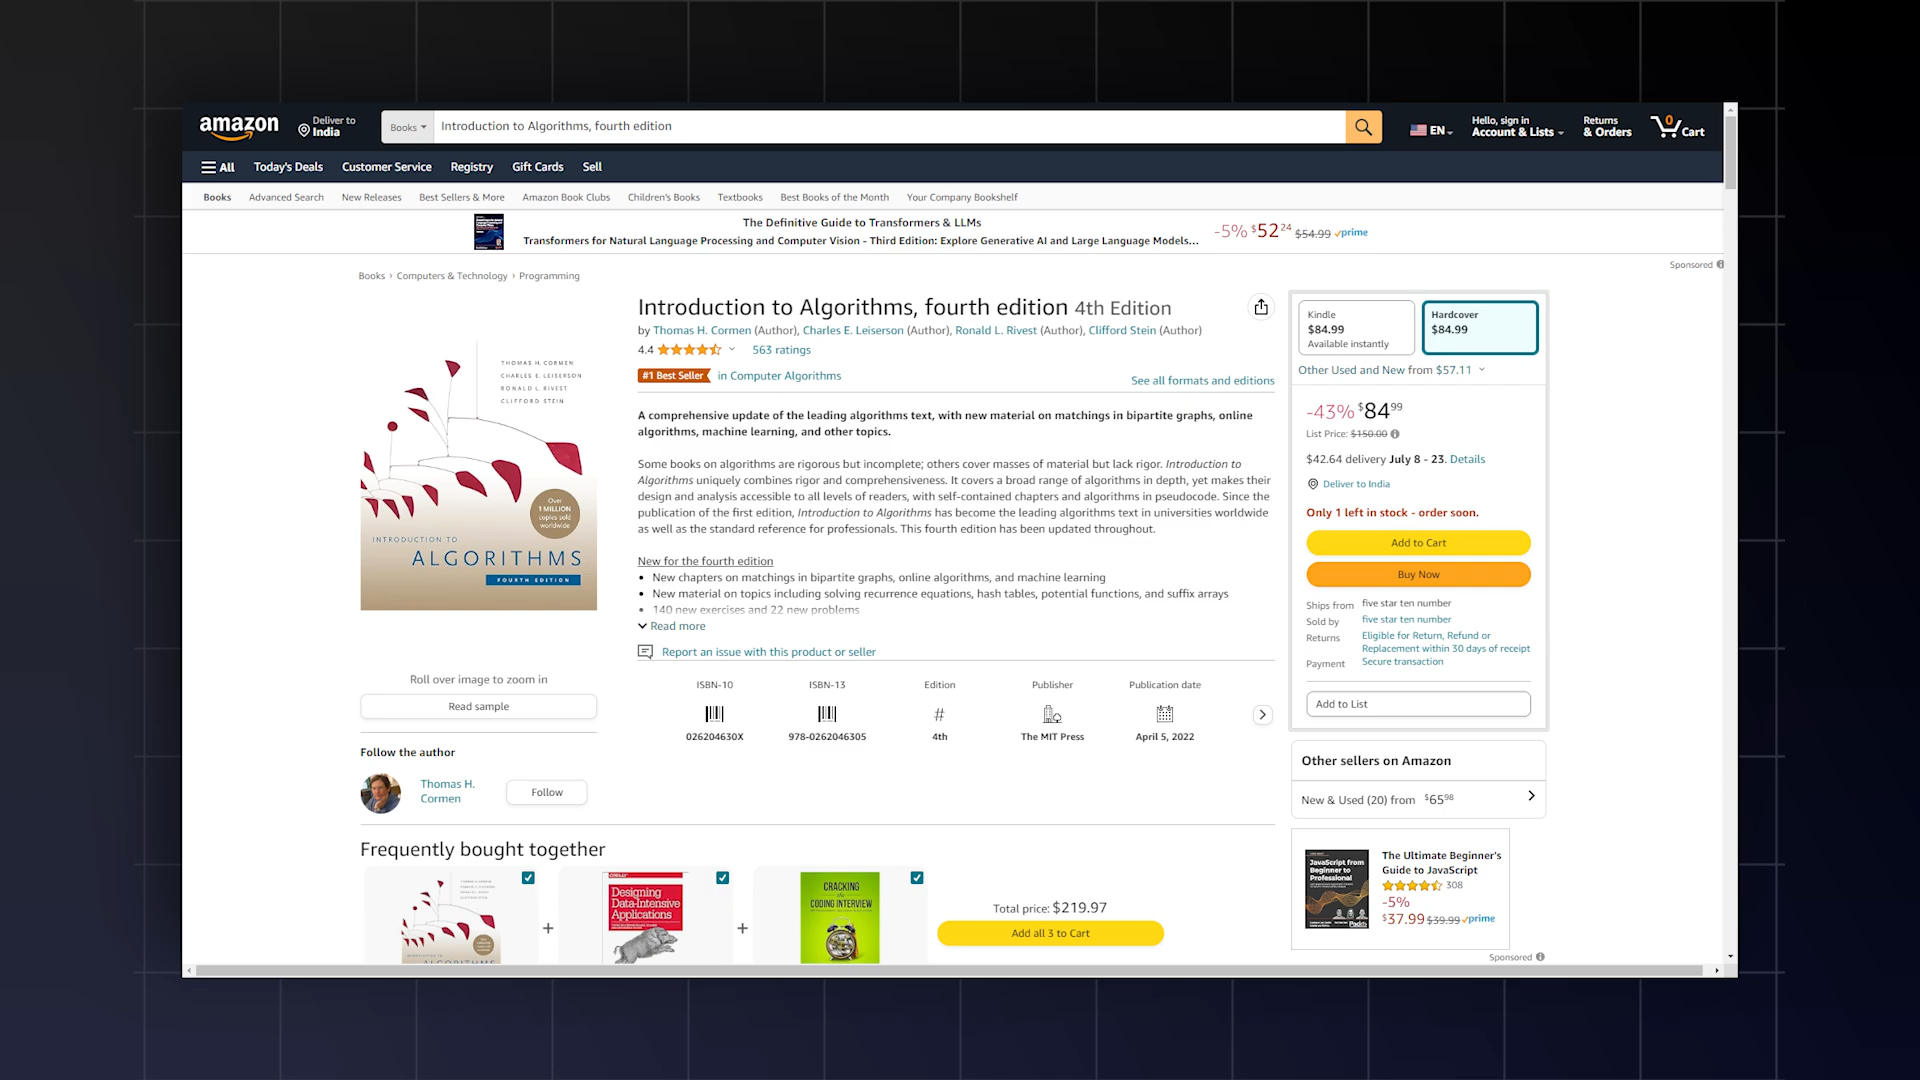 amazon
Deliver to
India
Books
Introduction to Algorithms, fourth edition
EN
Hello, sign in
Account & Lists
Returns
& Orders
0
Cart
All
Today's Deals
Customer Service
Registry
Gift Cards
Sell
Books
Advanced Search
New Releases
Best Sellers & More
Amazon Book Clubs
Children's Books
Textbooks
Best Books of the Month
Your Company Bookshelf
The Definitive Guide to Transformers & LLMs
Transformers for Natural Language Processing and Computer Vision - Third Edition: Explore Generative AI and Large Language Models...
-5% $52 24 $54.99 prime
Sponsored
Books › Computers & Technology › Programming
THOMAS H. CORMEN
CHARLES E. LEISERSON
RONALD L. RIVEST
CLIFFORD STEIN
Over
1 MILLION
copies sold
worldwide
INTRODUCTION TO
ALGORITHMS
FOURTH EDITION
Roll over image to zoom in
Read sample
Follow the author
Thomas H.
Cormen
Follow
Introduction to Algorithms, fourth edition 4th Edition
by Thomas H. Cormen (Author), Charles E. Leiserson (Author), Ronald L. Rivest (Author), Clifford Stein (Author)
4.4 563 ratings
#1 Best Seller in Computer Algorithms
See all formats and editions
A comprehensive update of the leading algorithms text, with new material on matchings in bipartite graphs, online
algorithms, machine learning, and other topics.
Some books on algorithms are rigorous but incomplete; others cover masses of material but lack rigor. Introduction to
Algorithms uniquely combines rigor and comprehensiveness. It covers a broad range of algorithms in depth, yet makes their
design and analysis accessible to all levels of readers, with self-contained chapters and algorithms in pseudocode. Since the
publication of the first edition, Introduction to Algorithms has become the leading algorithms text in universities worldwide
as well as the standard reference for professionals. This fourth edition has been updated throughout.
New for the fourth edition
• New chapters on matchings in bipartite graphs, online algorithms, and machine learning
• New material on topics including solving recurrence equations, hash tables, potential functions, and suffix arrays
• 140 new exercises and 22 new problems
Read more
Report an issue with this product or seller
ISBN-10
026204630X
ISBN-13
978-0262046305
Edition
#
4th
Publisher
The MIT Press
Publication date
April 5, 2022
Kindle
$84.99
Available instantly
Hardcover
$84.99
Other Used and New from $57.11
-43% $84 99
List Price: $150.00
$42.64 delivery July 8 - 23. Details
Deliver to India
Only 1 left in stock - order soon.
Add to Cart
Buy Now
Ships from five star ten number
Sold by five star ten number
Returns Eligible for Return, Refund or
Replacement within 30 days of receipt
Payment Secure transaction
Add to List
Other sellers on Amazon
New & Used (20) from $65 98
JavaScript from
Beginner to
Professional
The Ultimate Beginner's
Guide to JavaScript
308
-5%
$37.99 $39.99 prime
Sponsored
Frequently bought together
+
O'REILLY
Designing
Data-Intensive
Applications
+
CRACKING
the
CODING INTERVIEW
Total price: $219.97
Add all 3 to Cart